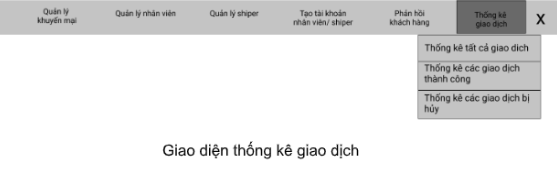 Quản lý
khuyến mại
Quản lý nhân viên
Quản lý shiper
Tạo tài khoản
nhân viên/ shiper
Phản hồi
khách hàng
Thống kê
giao dịch
X
Thống kê tất cả giao dich
Thống kê các giao dịch
thành công
Thống kê các giao dịch bị
hủy
Giao diện thống kê giao dịch